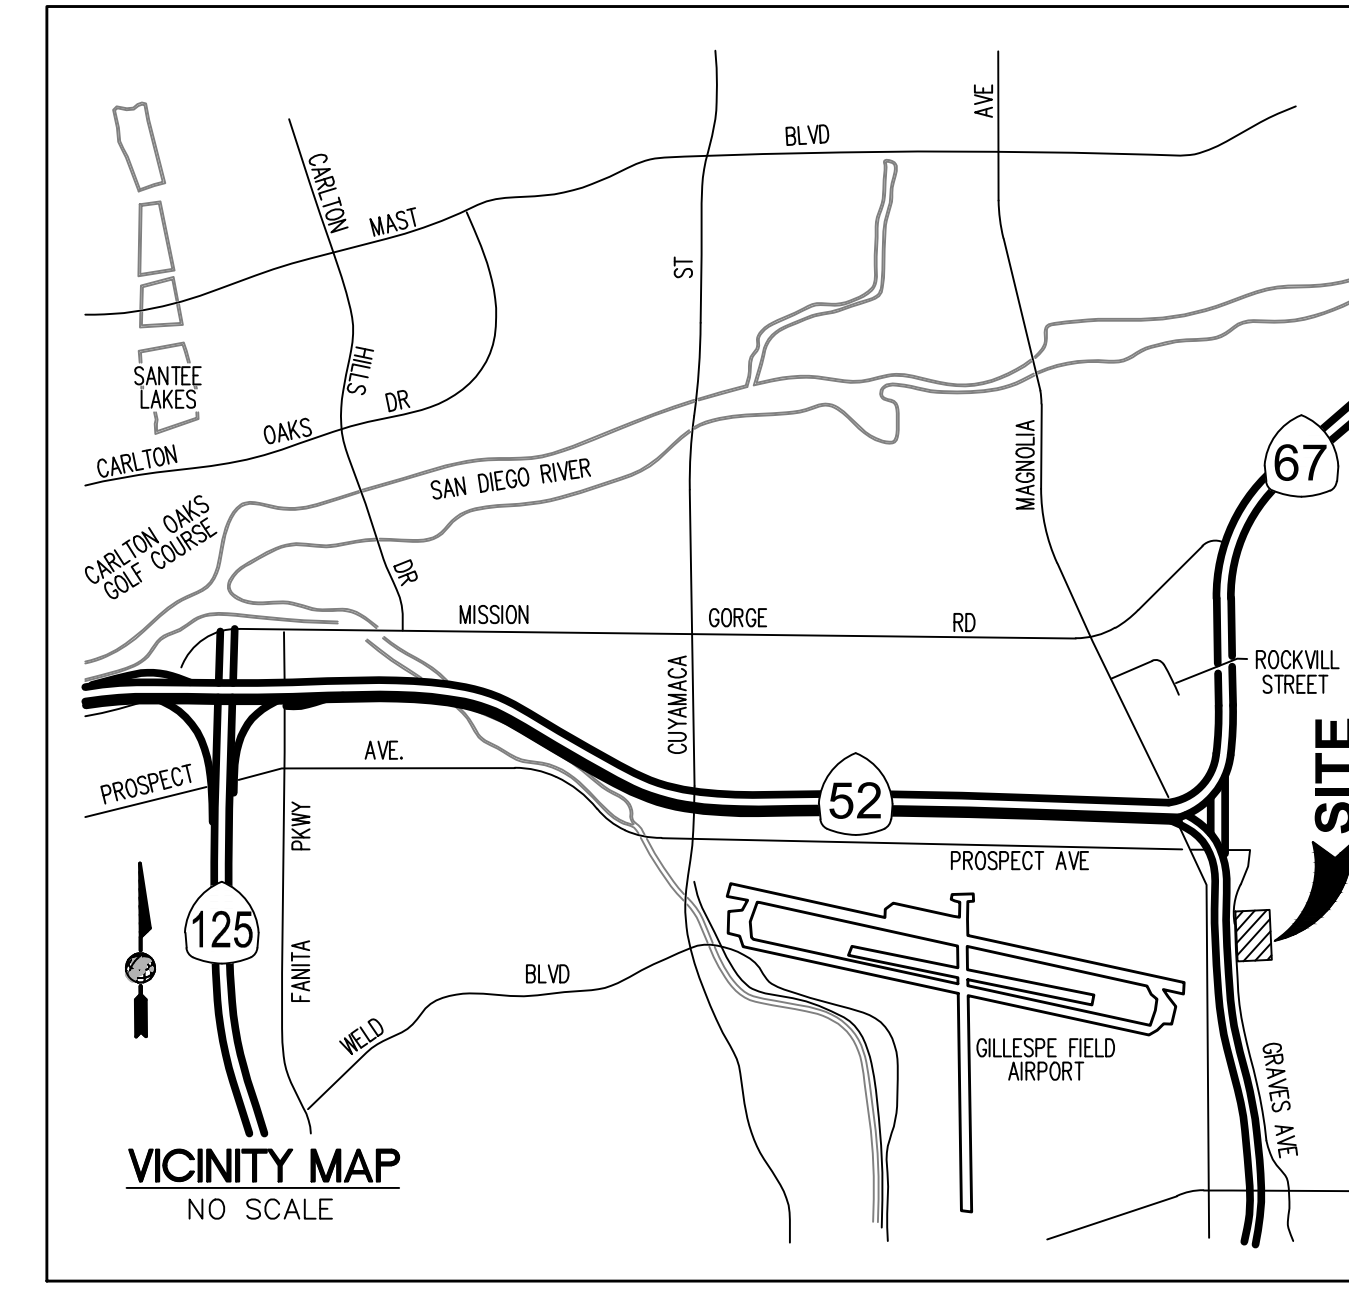 AVE
BLVD
CARLTON
MAST
ST
HILLS
SANTEE
LAKES
DR
OAKS
CARLTON
SAN DIEGO RIVER
MAGNOLIA
67
CARLTON OAKS
GOLF COURSE
DR
MISSION
GORGE
RD
ROCKVILL
STREET
CUYAMACA
AVE.
PROSPECT
SITE
52
PKWY
PROSPECT AVE
125
FANITA
BLVD
WELD
GILLESPE FIELD
AIRPORT
GRAVES AVE
VICINITY MAP
NO SCALE